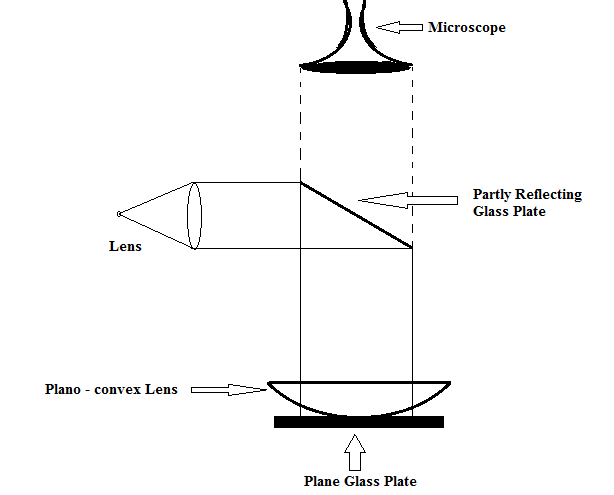 Microscope
Partly Reflecting
Glass Plate
Lens
Plano - convex Lens
Plane Glass Plate